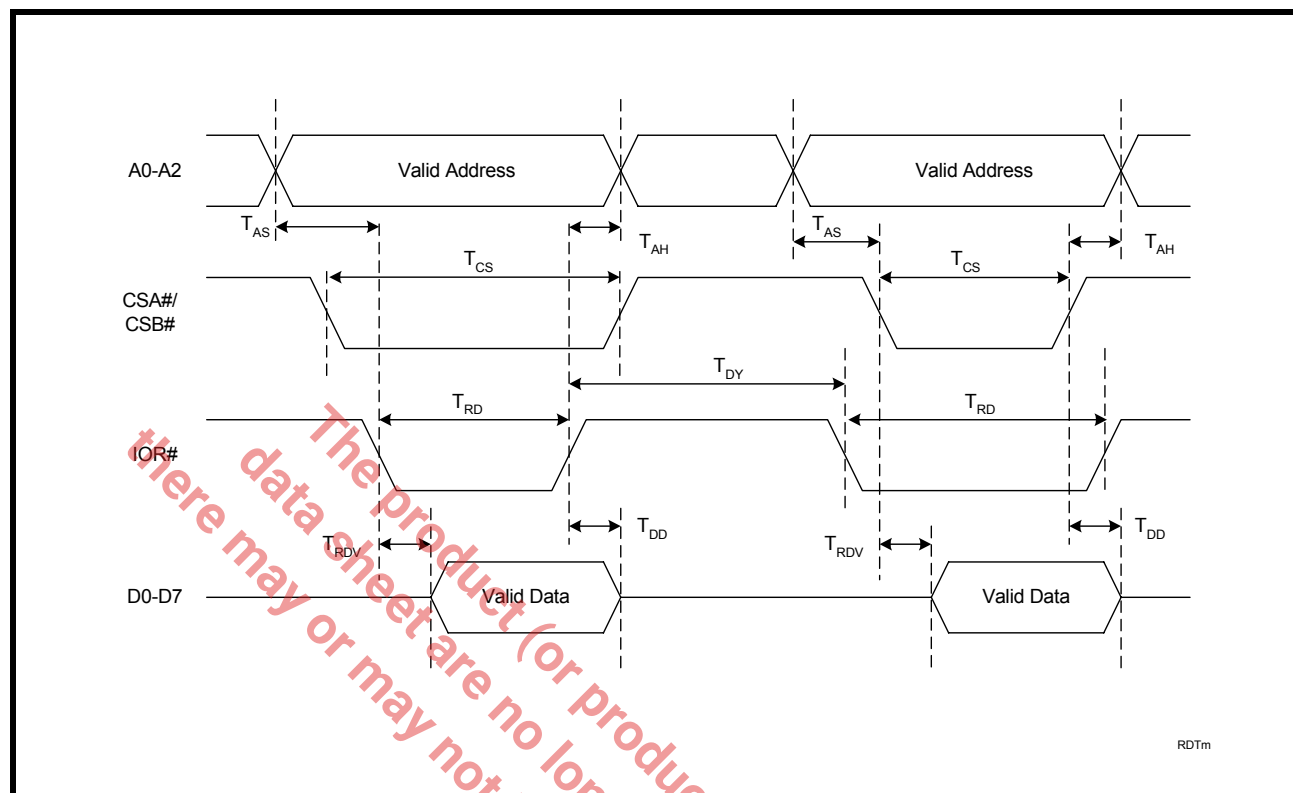 A0-A2
Valid Address
Valid Address
TAS
TAH
TAS
TAH
TCS
TCS
CSA#/
CSB#
TDY
TRD
TRD
IOR#
TRDV
TDD
TRDV
TDD
D0-D7
Valid Data
Valid Data
The product (or produc
data sheet are no lon
there may or may not
RDTm